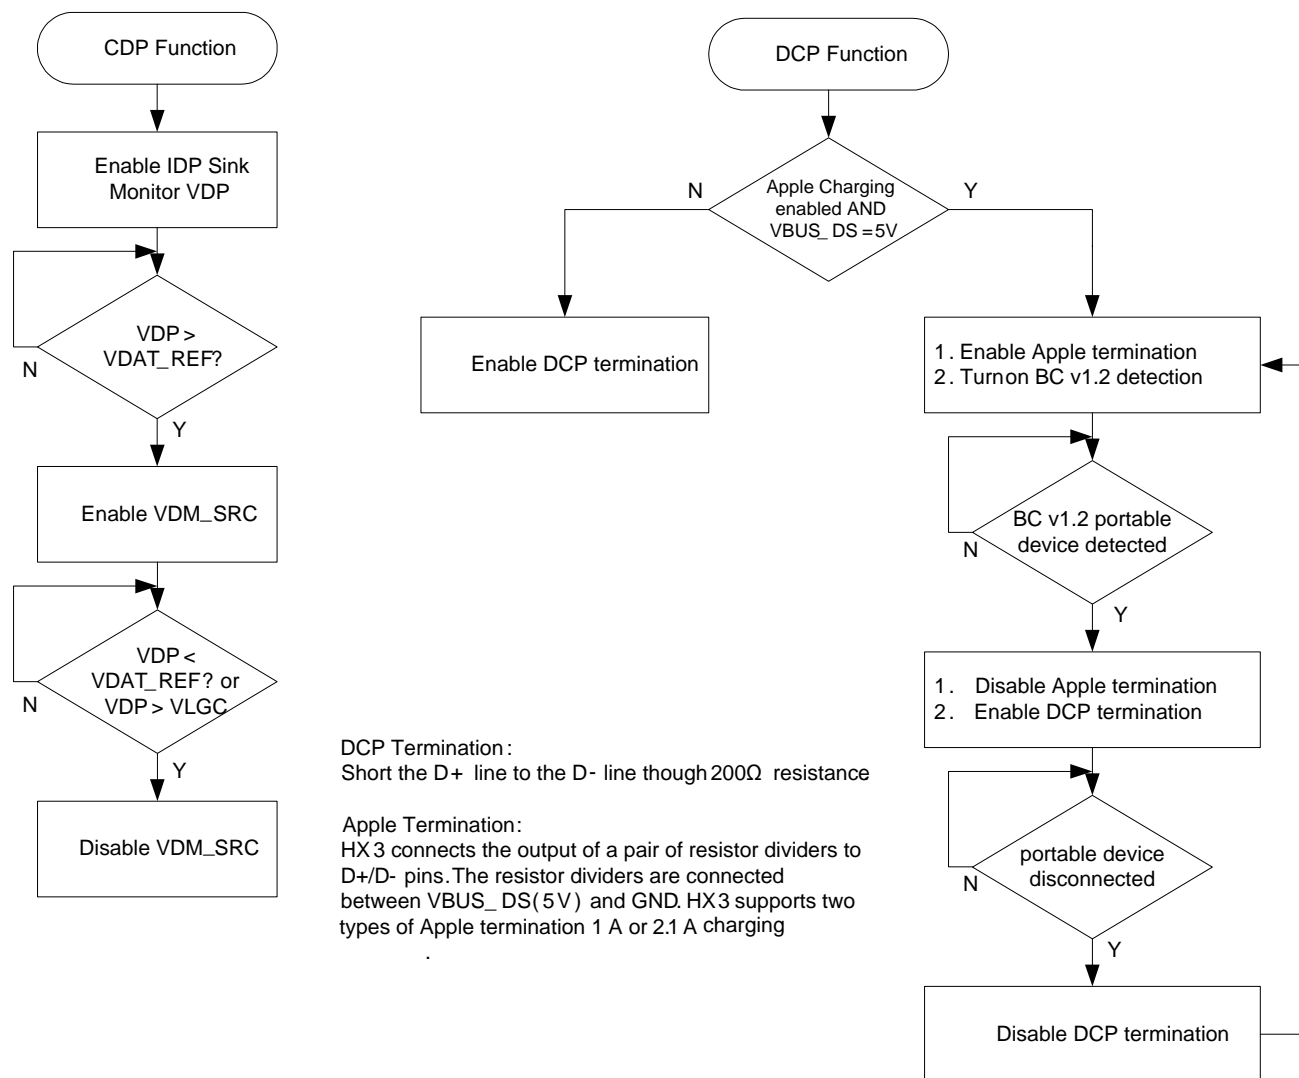 CDP Function
Enable IDP Sink
Monitor VDP
VDP >
VDAT_REF?
N
Y
Enable VDM_SRC
VDP <
VDAT_REF? or
VDP > VLGC
N
Y
Disable VDM_SRC
DCP Function
Apple Charging
enabled AND
VBUS_ DS =5V
N
Y
Enable DCP termination
1. Enable Apple termination
2. Turnon BC v1.2 detection
BC v1.2 portable
device detected
N
Y
1. Disable Apple termination
2. Enable DCP termination
portable device
disconnected
N
Y
Disable DCP termination
DCP Termination:
Short the D+ line to the D- line though 200Ω resistance
Apple Termination:
HX3 connects the output of a pair of resistor dividers to
D+/D- pins.The resistor dividers are connected
between VBUS_ DS(5V) and GND. HX3 supports two
types of Apple termination 1 A or 2.1 A charging
.